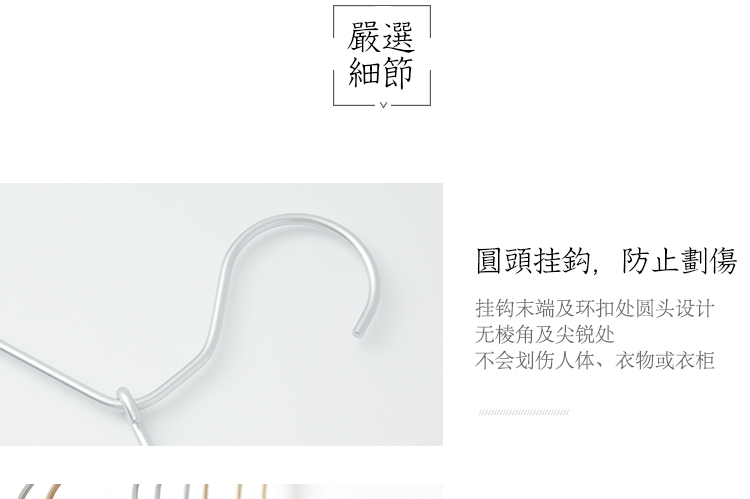 嚴選
細節
圓頭挂鈎，防止劃傷
挂钩末端及环扣处圆头设计
无棱角及尖锐处
不会划伤人体、衣物或衣柜